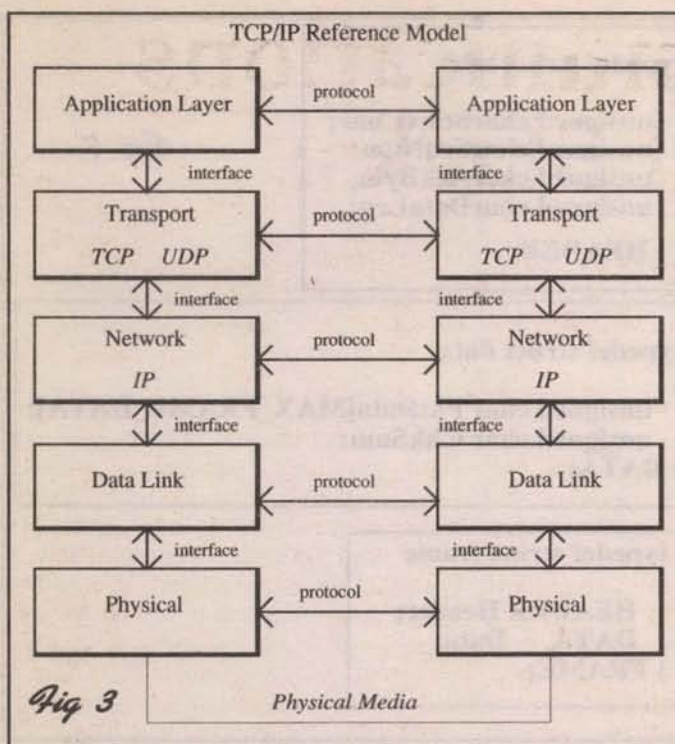 TCP/IP Reference Model
Application Layer protocol Application Layer
interface interface
Transport protocol Transport
TCP UDP TCP UDP
interface interface
Network protocol Network
IP IP
interface interface
Data Link protocol Data Link
interface interface
Physical protocol Physical
Fig 3 Physical Media